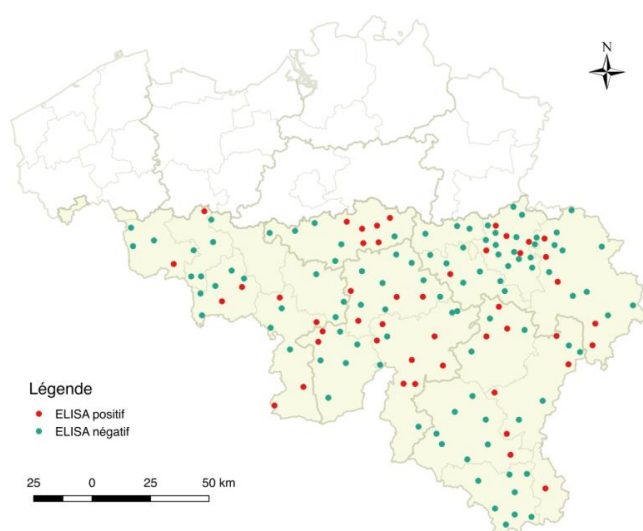 N
Légende
ELISA positif
ELISA négatif
25 0 25 50 km